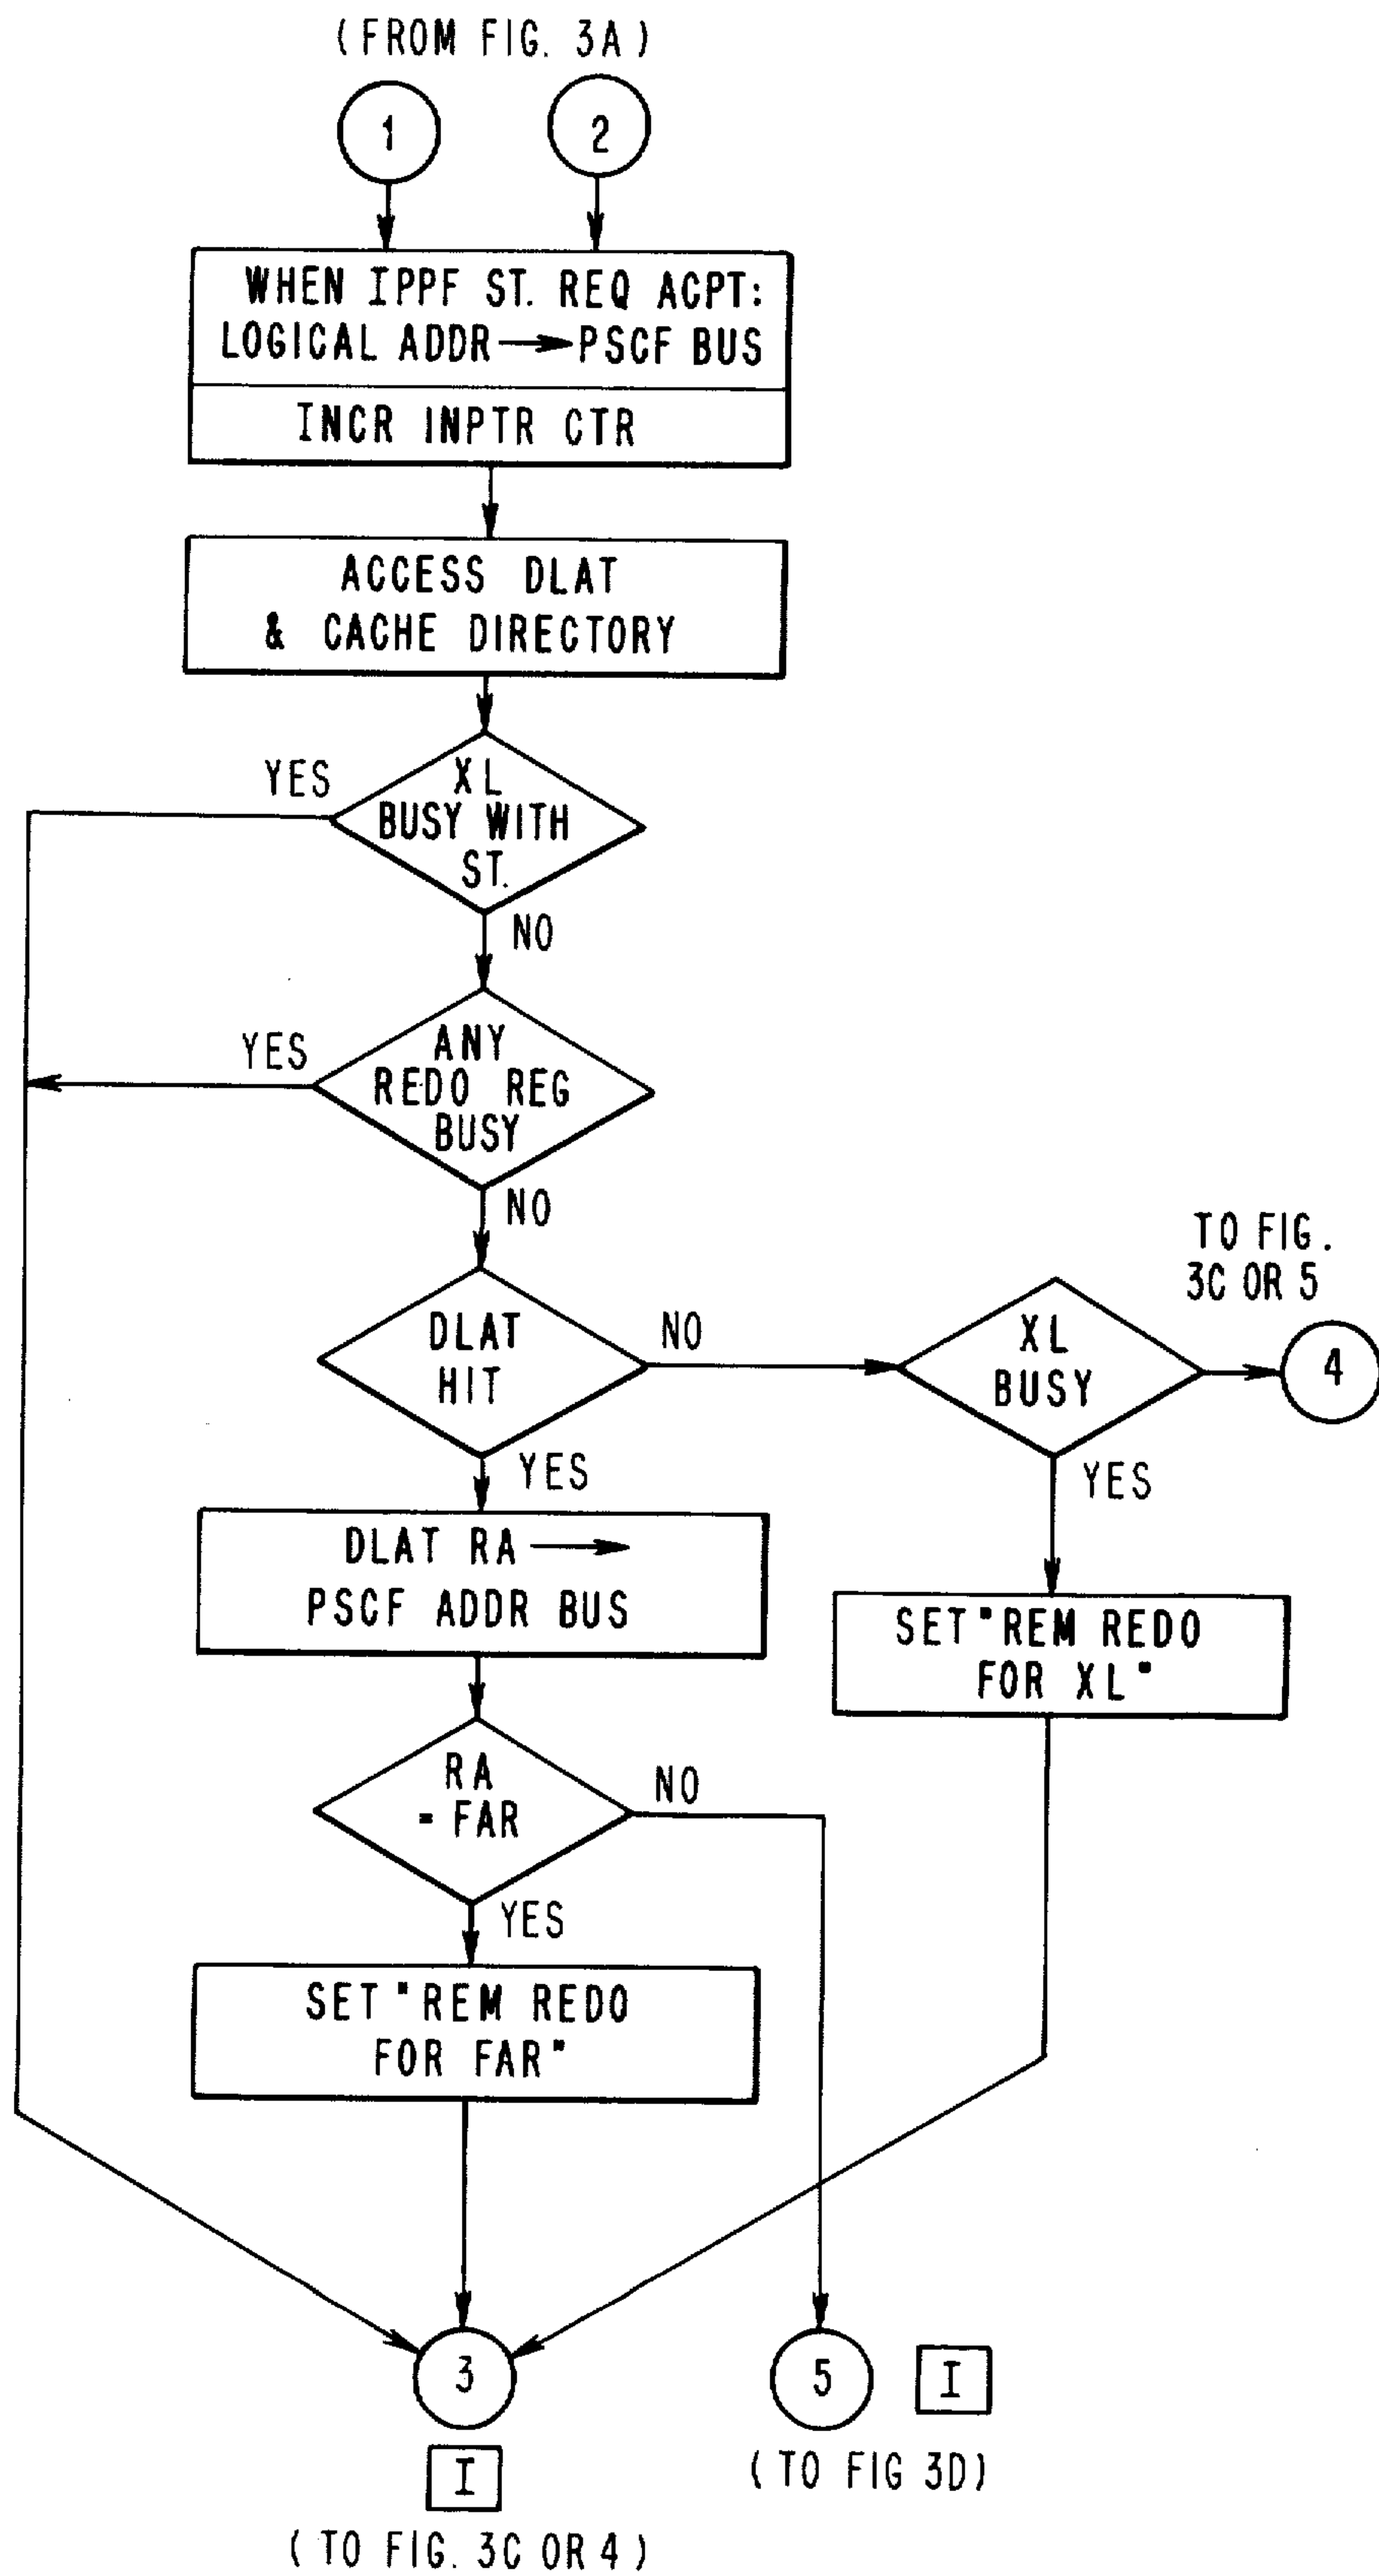 (FROM FIG. 3A)
1
2
WHEN IPPF ST. REQ ACPT:
LOGICAL ADDR → PSCF BUS
INCR INPTR CTR
ACCESS DLAT
& CACHE DIRECTORY
YES
XL
BUSY WITH
ST.
NO
YES
ANY
REDO REG
BUSY
NO
DLAT
HIT
NO
XL
BUSY
TO FIG.
3C OR 5
4
YES
YES
DLAT RA →
PSCF ADDR BUS
SET "REM REDO
FOR XL"
RA
= FAR
NO
YES
SET "REM REDO
FOR FAR"
3
5
I
I
(TO FIG 3D)
(TO FIG. 3C OR 4)